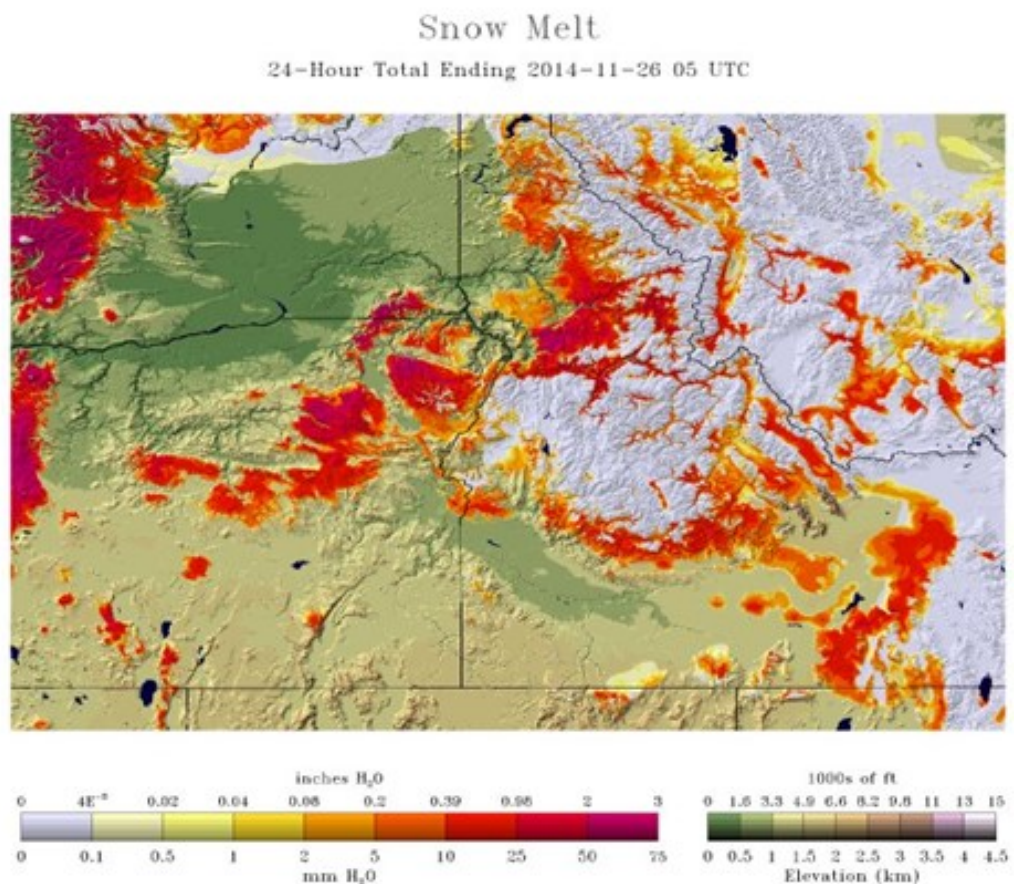 Snow Melt
24-Hour Total Ending 2014-11-26 05 UTC
inches H₂O
0 4E⁻³ 0.02 0.04 0.08 0.2 0.39 0.98 2 3
0 0.1 0.5 1 2 5 10 25 50 75
mm H₂O
1000s of ft
0 1.6 3.3 4.9 6.6 8.2 9.8 11 13 15
0 0.5 1 1.5 2 2.5 3 3.5 4 4.5
Elevation (km)